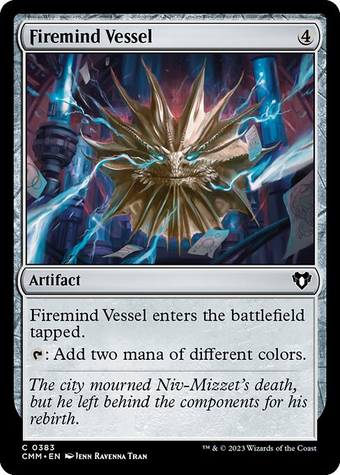 Firemind Vessel 4
Artifact
Firemind Vessel enters the battlefield
tapped.
: Add two mana of different colors.
The city mourned Niv-Mizzet's death,
but he left behind the components for his
rebirth.
C 0383
CMM • EN Jenn Ravenna Tran
™ & © 2023 Wizards of the Coast